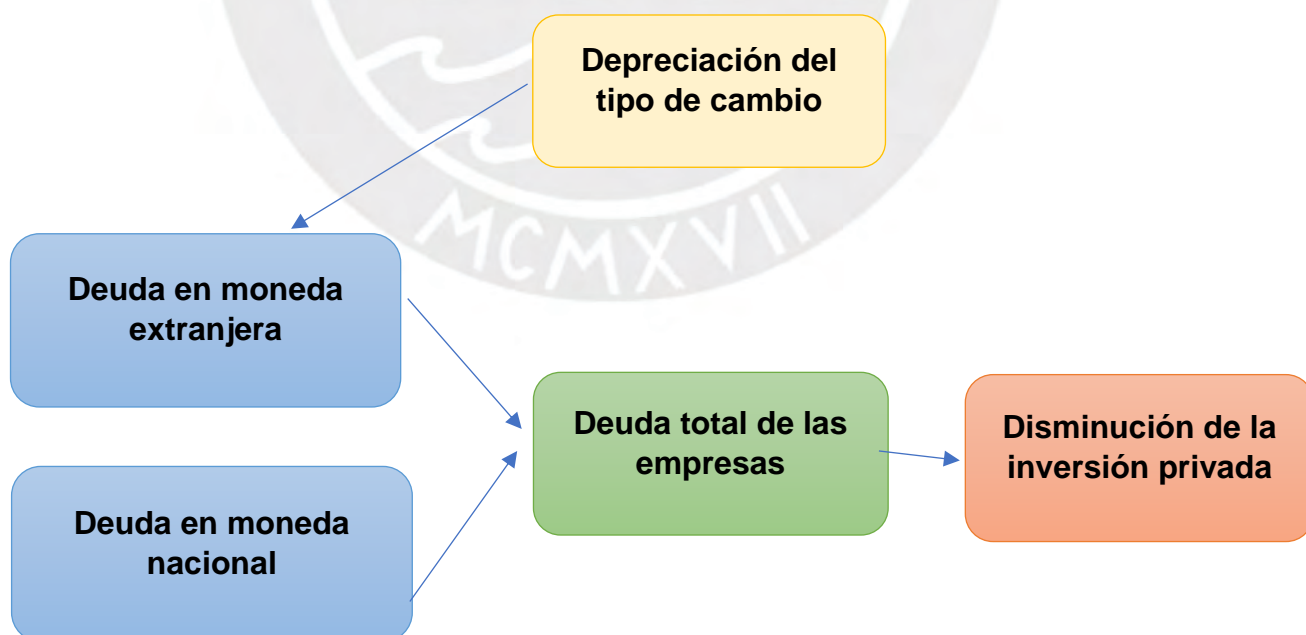 Depreciación del
tipo de cambio
MCMXVII
Deuda en moneda
extranjera
Deuda total de las
empresas
Disminución de la
inversión privada
Deuda en moneda
nacional